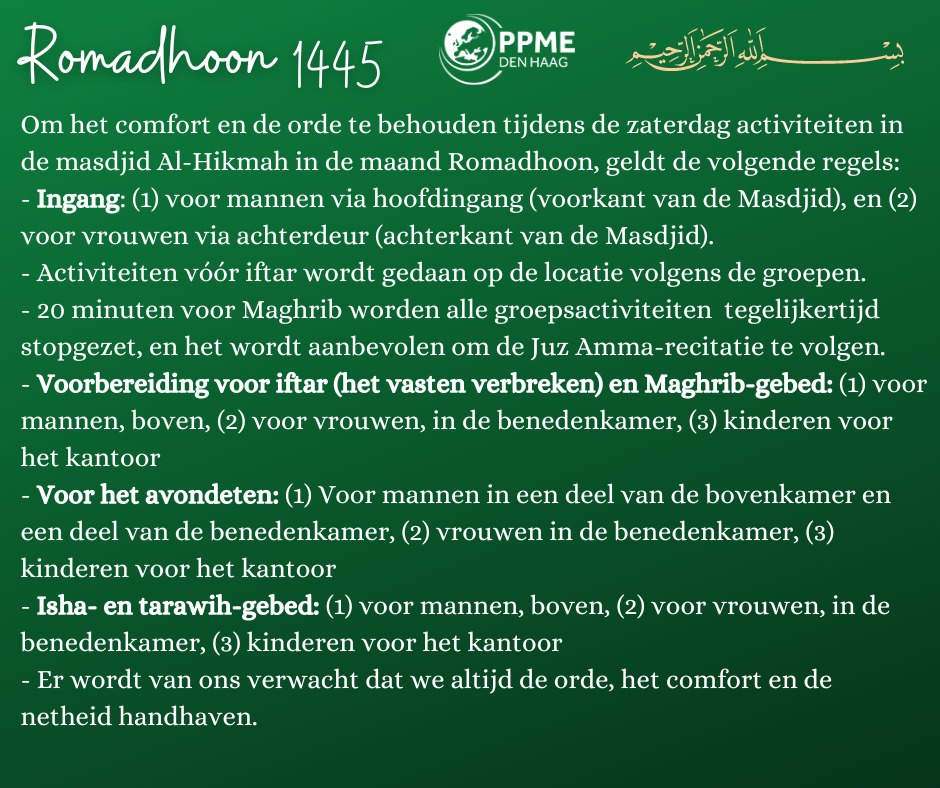 Romadhoon 1445
PPME
DEN HAAG
بِسْــــــــمِ اللهِ الرَّحْمٰنِ الرَّحِيْمِ
Om het comfort en de orde te behouden tijdens de zaterdag activiteiten in
de masdjid Al-Hikmah in de maand Romadhoon, geldt de volgende regels:
- Ingang: (1) voor mannen via hoofdingang (voorkant van de Masdjid), en (2)
voor vrouwen via achterdeur (achterkant van de Masdjid).
- Activiteiten vóór iftar wordt gedaan op de locatie volgens de groepen.
- 20 minuten voor Maghrib worden alle groepsactiviteiten tegelijkertijd
stopgezet, en het wordt aanbevolen om de Juz Amma-recitatie te volgen.
- Voorbereiding voor iftar (het vasten verbreken) en Maghrib-gebed: (1) voor
mannen, boven, (2) voor vrouwen, in de benedenkamer, (3) kinderen voor
het kantoor
- Voor het avondeten: (1) Voor mannen in een deel van de bovenkamer en
een deel van de benedenkamer, (2) vrouwen in de benedenkamer, (3)
kinderen voor het kantoor
- Isha- en tarawih-gebed: (1) voor mannen, boven, (2) voor vrouwen, in de
benedenkamer, (3) kinderen voor het kantoor
- Er wordt van ons verwacht dat we altijd de orde, het comfort en de
netheid handhaven.